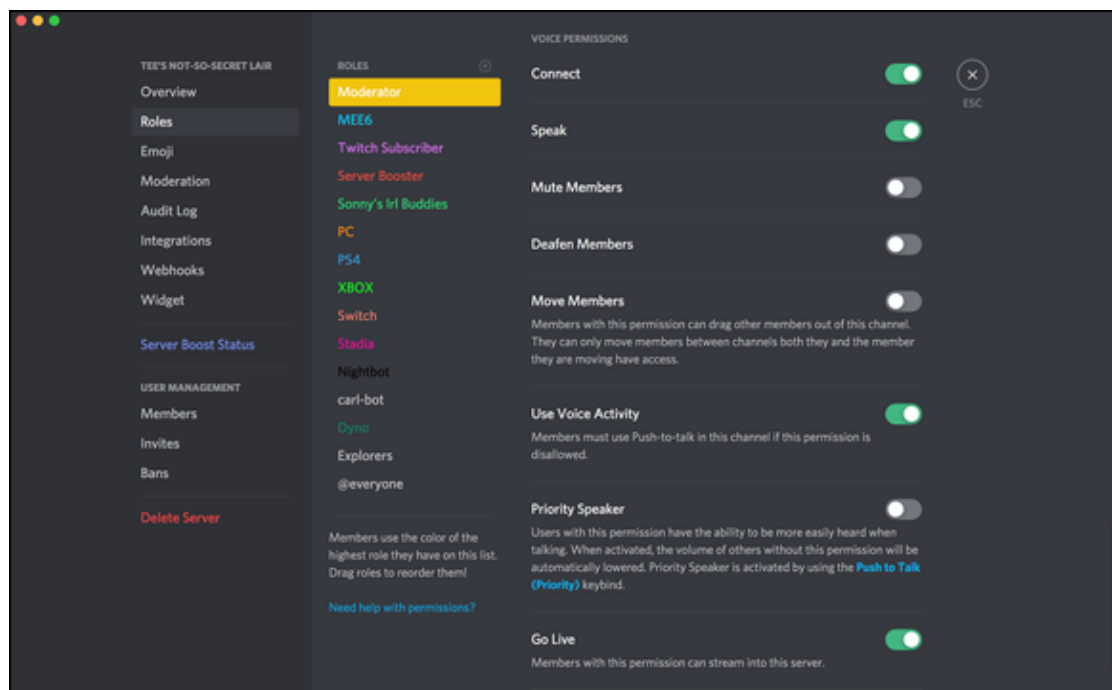 TEE'S NOT-SO-SECRET LAIR
Overview
Roles
Emoji
Moderation
Audit Log
Integrations
Webhooks
Widget
Server Boost Status
USER MANAGEMENT
Members
Invites
Bans
Delete Server
ROLES
Moderator
MEE6
Twitch Subscriber
Server Booster
Sonny's Irl Buddies
PC
PS4
XBOX
Switch
Stadia
Nightbot
carl-bot
Dyno
Explorers
@everyone
Members use the color of the
highest role they have on this list.
Drag roles to reorder them!
Need help with permissions?
VOICE PERMISSIONS
Connect
Speak
Mute Members
Deafen Members
Move Members
Members with this permission can drag other members out of this channel.
They can only move members between channels both they and the member
they are moving have access.
Use Voice Activity
Members must use Push-to-talk in this channel if this permission is
disallowed.
Priority Speaker
Users with this permission have the ability to be more easily heard when
talking. When activated, the volume of others without this permission will be
automatically lowered. Priority Speaker is activated by using the Push to Talk
(Priority) keybind.
Go Live
Members with this permission can stream into this server.
ESC